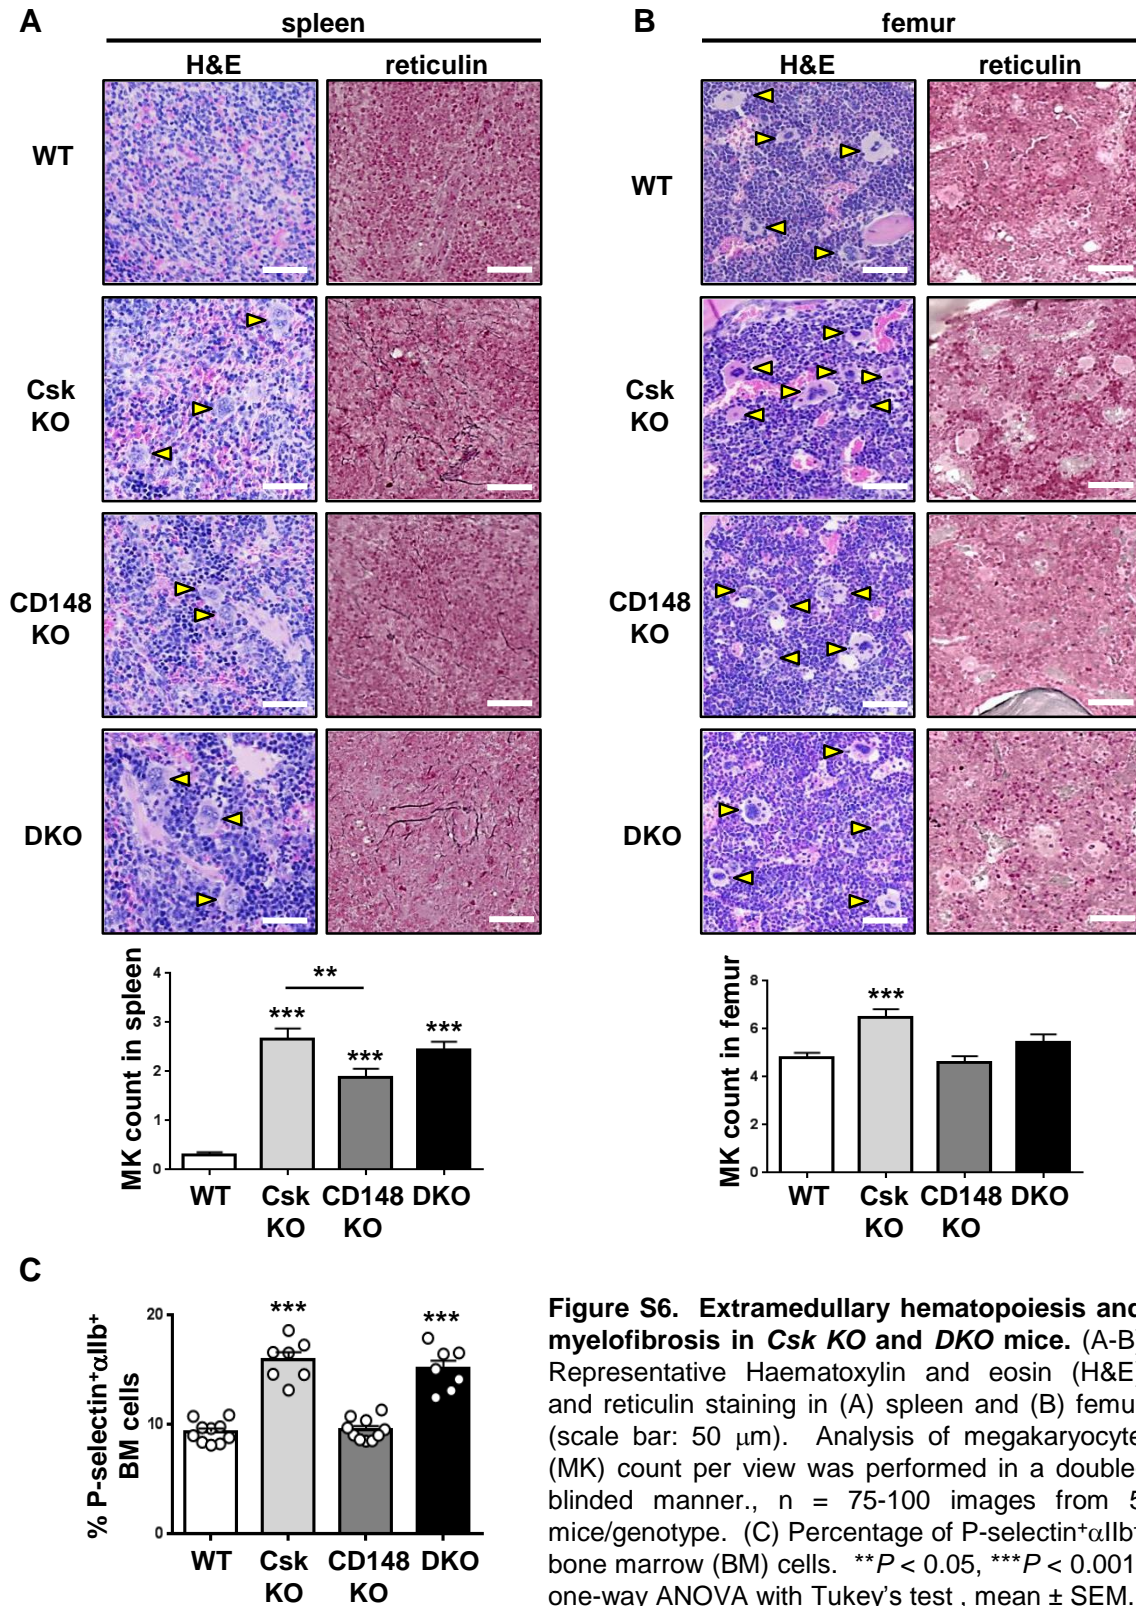 A
spleen
H&E reticulin
WT
Csk
KO
CD148
KO
DKO
MK count in spleen
4
3
2
1
0
**
***
***
***
WT Csk CD148 DKO
KO KO
B
femur
H&E reticulin
WT
Csk
KO
CD148
KO
DKO
MK count in femur
8
6
4
2
0
***
WT Csk CD148 DKO
KO KO
C
% P-selectin⁺αIIb⁺
BM cells
20
10
0
***
***
WT Csk CD148 DKO
KO KO
Figure S6. Extramedullary hematopoiesis and
myelofibrosis in Csk KO and DKO mice. (A-B)
Representative Haematoxylin and eosin (H&E)
and reticulin staining in (A) spleen and (B) femur
(scale bar: 50 μm). Analysis of megakaryocyte
(MK) count per view was performed in a double-
blinded manner., n = 75-100 images from 5
mice/genotype. (C) Percentage of P-selectin⁺αIIb⁺
bone marrow (BM) cells. **P < 0.05, ***P < 0.001,
one-way ANOVA with Tukey's test , mean ± SEM.